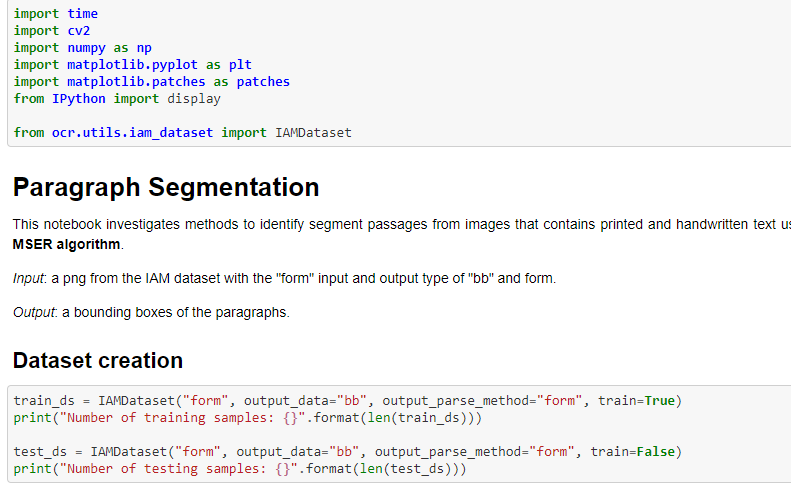 import time
import cv2
import numpy as np
import matplotlib.pyplot as plt
import matplotlib.patches as patches
from IPython import display
from ocr.utils.iam_dataset import IAMDataset
Paragraph Segmentation
This notebook investigates methods to identify segment passages from images that contains printed and handwritten text
MSER algorithm.
Input: a png from the IAM dataset with the "form" input and output type of "bb" and form.
Output: a bounding boxes of the paragraphs.
Dataset creation
train_ds = IAMDataset("form", output_data="bb", output_parse_method="form", train=True)
print("Number of training samples: {}".format(len(train_ds)))
test_ds = IAMDataset("form", output_data="bb", output_parse_method="form", train=False)
print("Number of testing samples: {}".format(len(test_ds)))